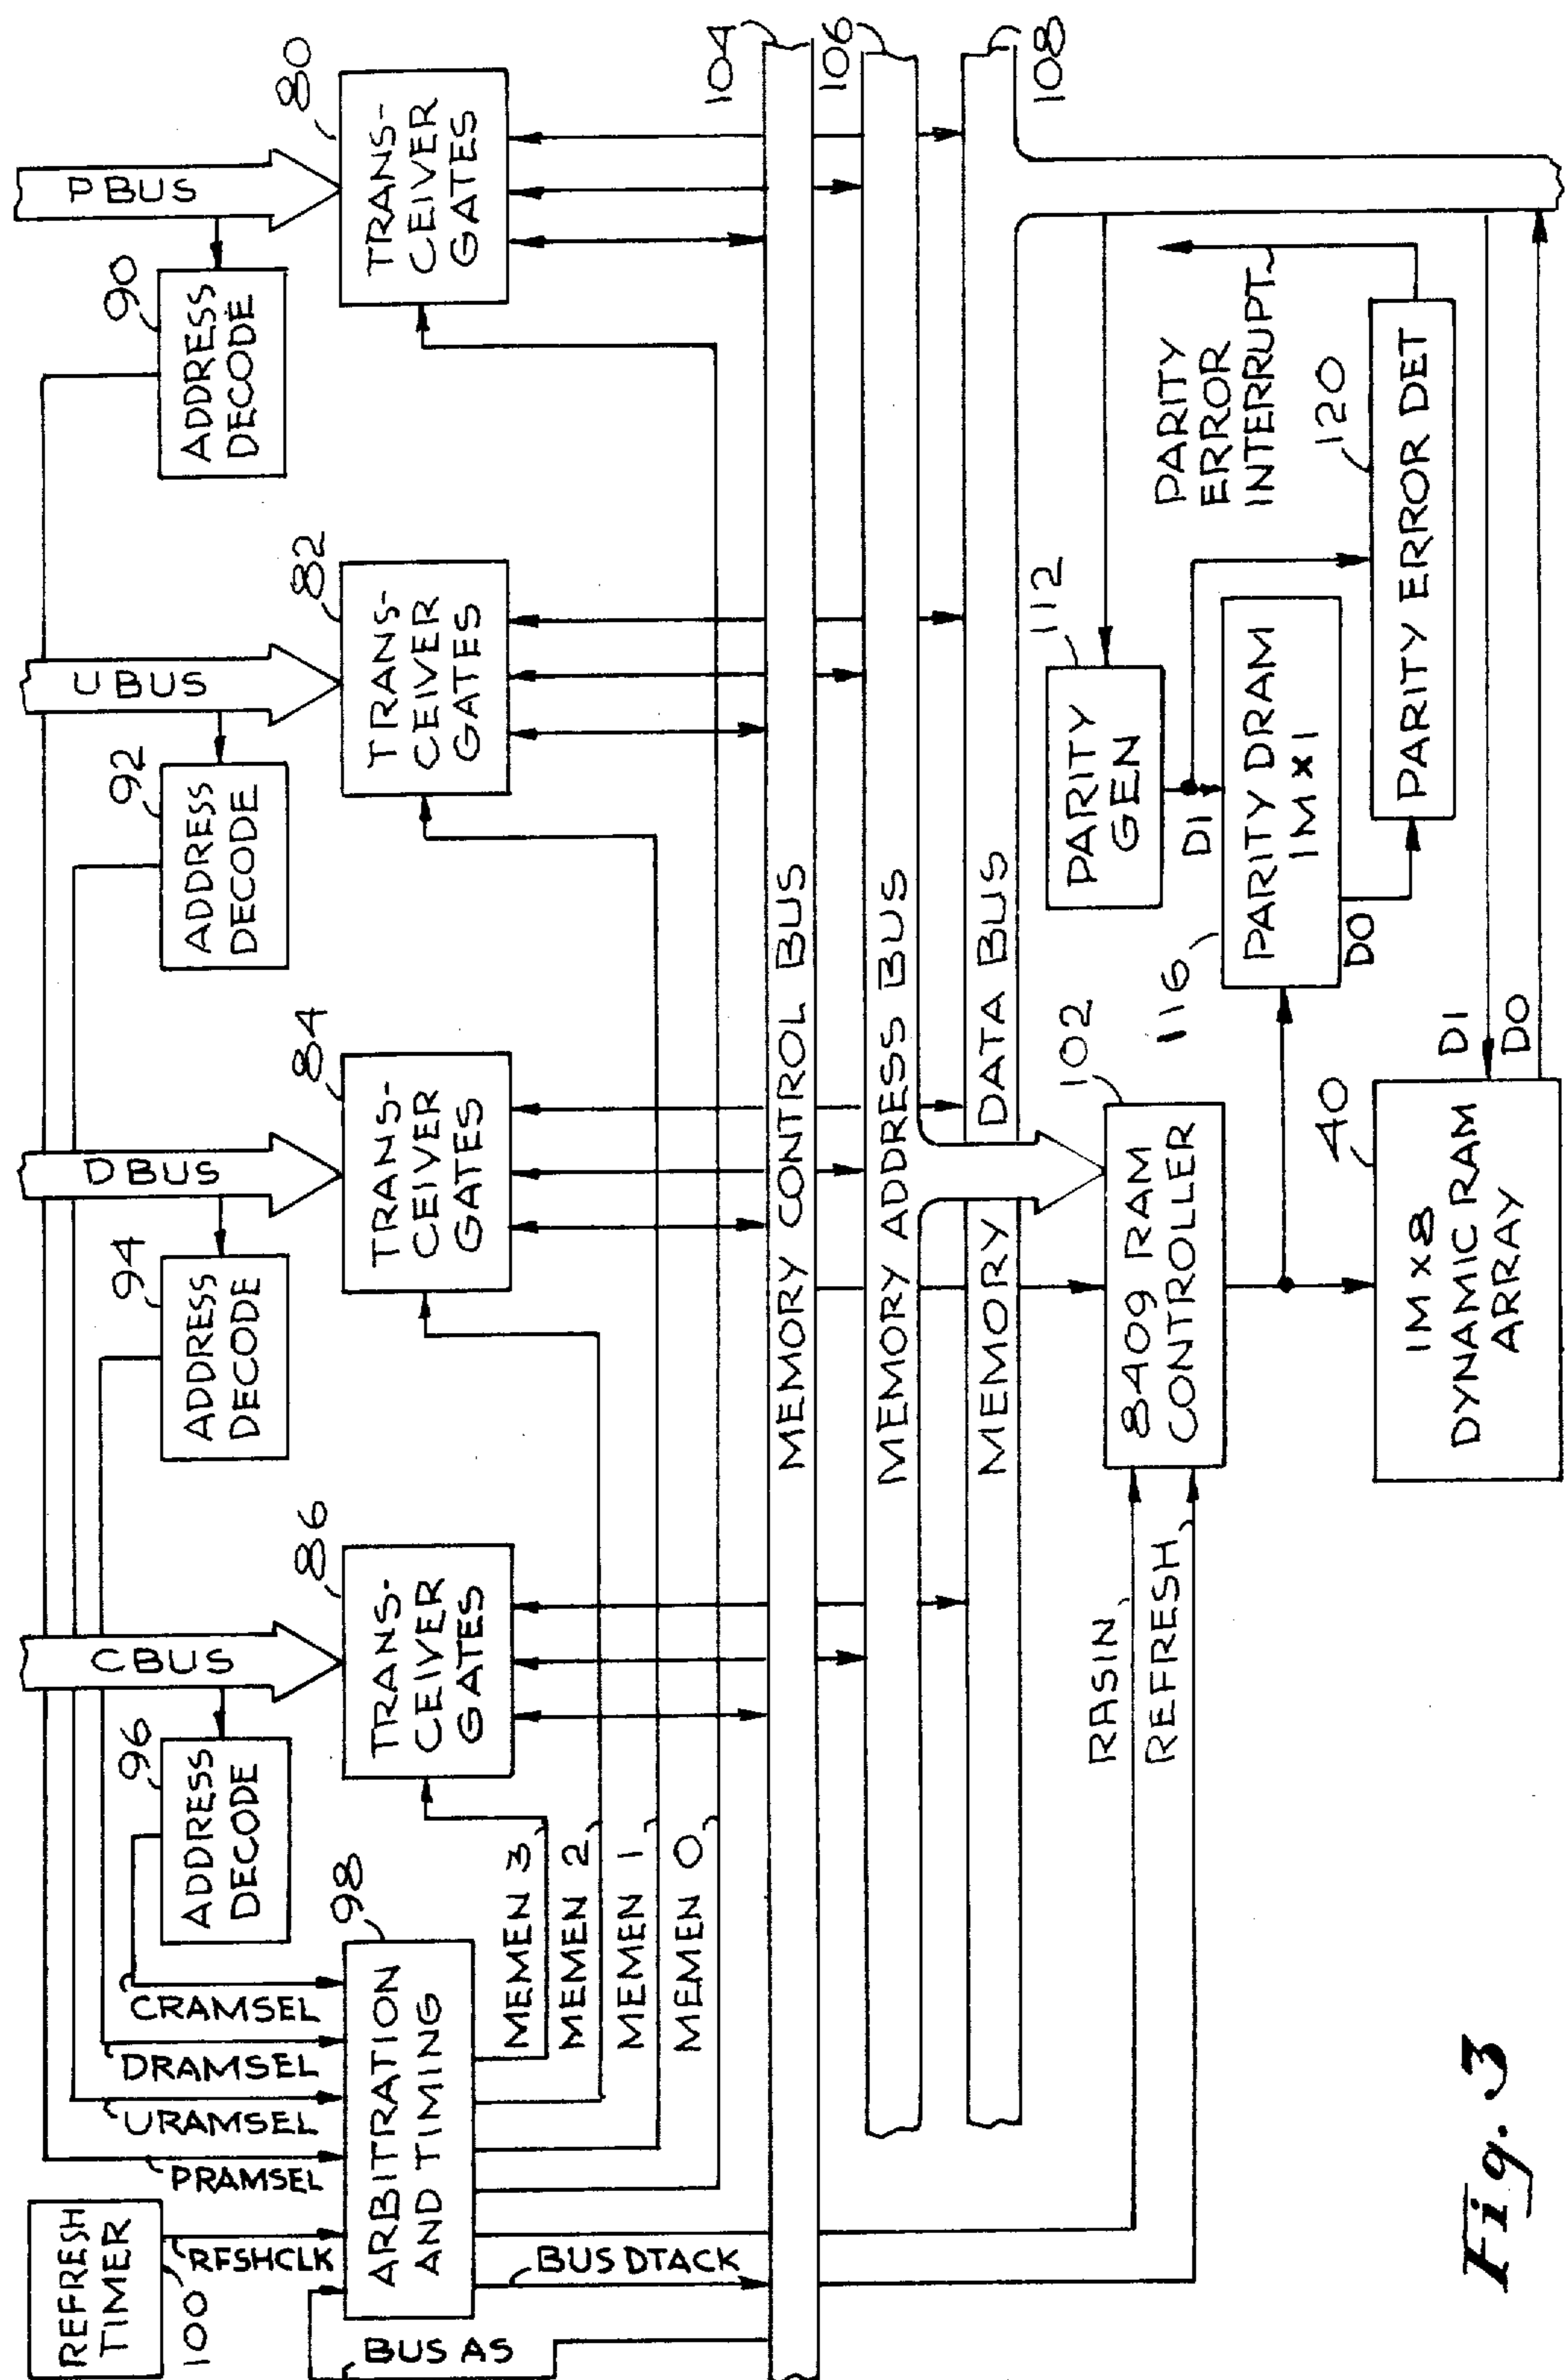 REFRESH
TIMER
100
RFSHCLK
PRAMSEL
URAMSEL
DRAMSEL
CRAMSEL
BUS AS
BUS DTACK
ARBITRATION
AND TIMING
98
MEMEN 3
MEMEN 2
MEMEN 1
MEMEN 0
C BUS
96
ADDRESS
DECODE
86
TRANS-
CEIVER
GATES
D BUS
94
ADDRESS
DECODE
84
TRANS-
CEIVER
GATES
U BUS
92
ADDRESS
DECODE
82
TRANS-
CEIVER
GATES
P BUS
90
ADDRESS
DECODE
80
TRANS-
CEIVER
GATES
MEMORY CONTROL BUS
104
MEMORY ADDRESS BUS
106
MEMORY DATA BUS
108
RASIN
REFRESH
8409 RAM
CONTROLLER
102
PARITY
GEN
112
DI
PARITY DRAM
1M X 1
116
DO
PARITY
ERROR
INTERRUPT
120
PARITY ERROR DET
1M X 8
DYNAMIC RAM
ARRAY
40
DI
DO
Fig. 3